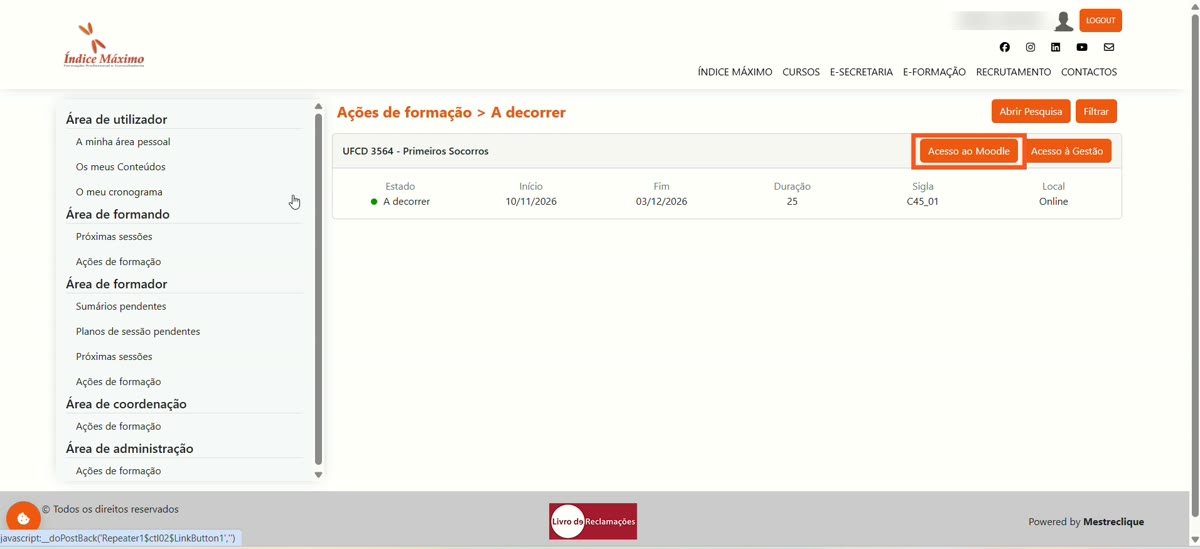 LOGOUT
Índice Máximo
ÍNDICE MÁXIMO CURSOS E-SECRETARIA E-FORMAÇÃO RECRUTAMENTO CONTACTOS
Área de utilizador
A minha área pessoal
Os meus Conteúdos
O meu cronograma
Área de formando
Próximas sessões
Ações de formação
Área de formador
Sumários pendentes
Planos de sessão pendentes
Próximas sessões
Ações de formação
Área de coordenação
Ações de formação
Área de administração
Ações de formação
Ações de formação > A decorrer
Abrir Pesquisa Filtrar
UFCD 3564 - Primeiros Socorros Acesso ao Moodle Acesso à Gestão
Estado Início Fim Duração Sigla Local
A decorrer 10/11/2026 03/12/2026 25 C45_01 Online
© Todos os direitos reservados
Livro de Reclamações
Powered by Mestreclique
javascript:__doPostBack('Repeater1$ctl02$LinkButton1','')